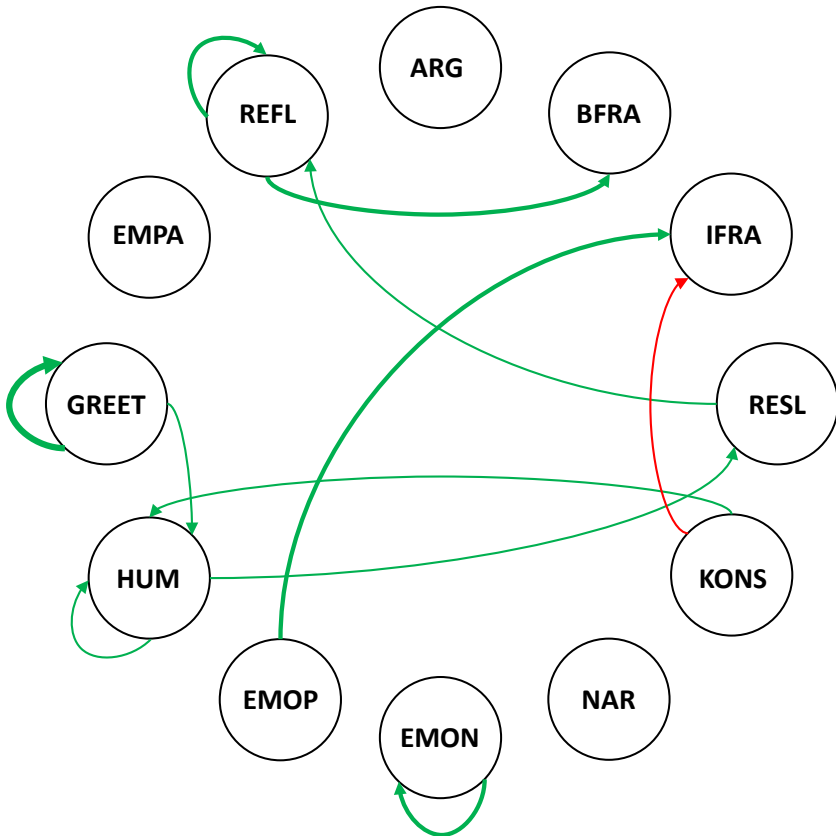 ARG
REFL
BFRA
EMPA
IFRA
GREET
RESL
HUM
KONS
EMOP
NAR
EMON